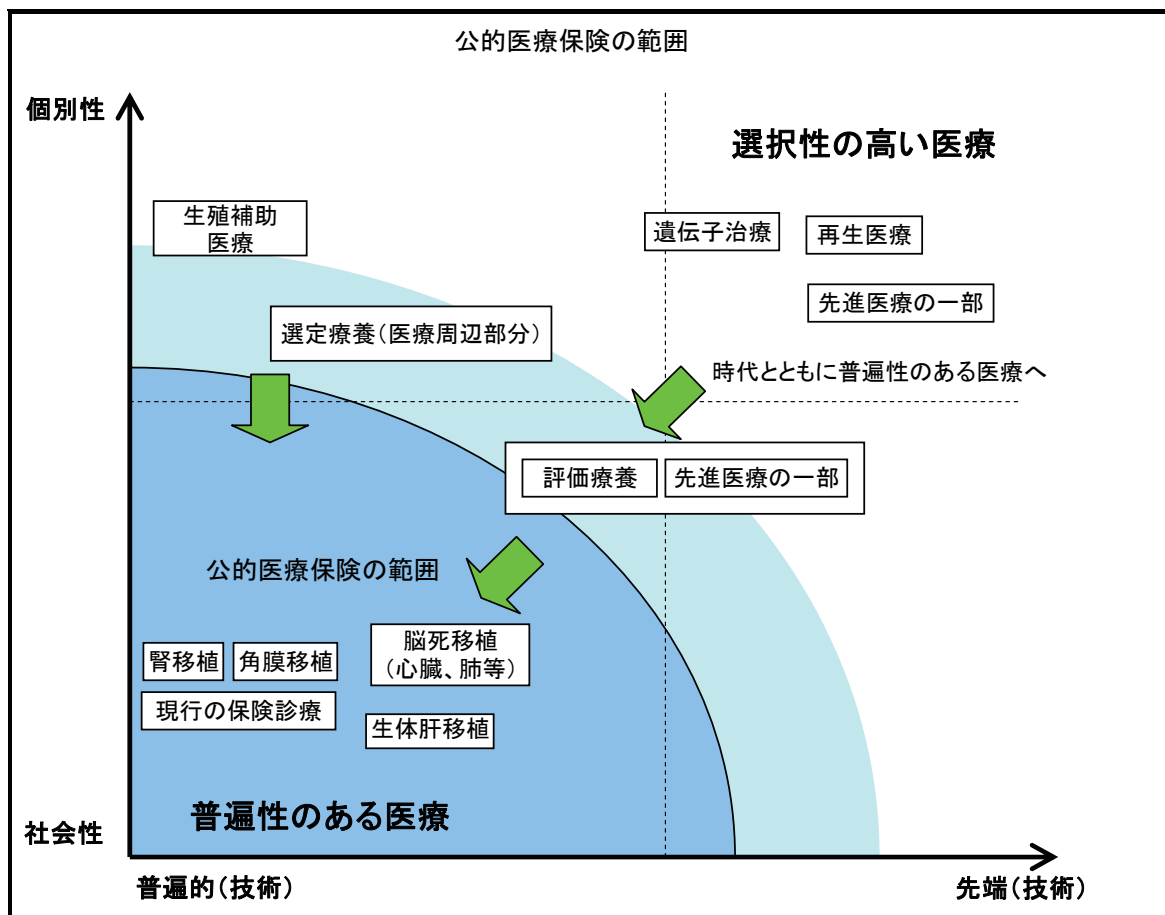 公的医療保険の範囲
個別性
選択性の高い医療
生殖補助
医療
遺伝子治療
再生医療
先進医療の一部
選定療養（医療周辺部分）
時代とともに普遍性のある医療へ
評価療養
先進医療の一部
公的医療保険の範囲
脳死移植
（心臓、肺等）
腎移植
角膜移植
現行の保険診療
生体肝移植
普遍性のある医療
社会性
普遍的（技術）
先端（技術）